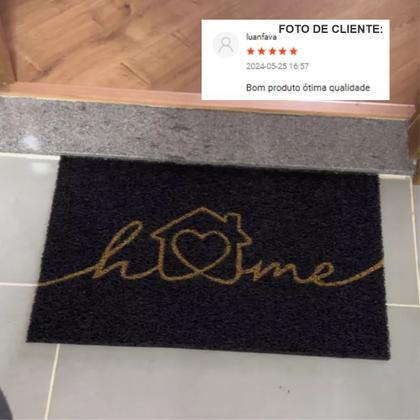 FOTO DE CLIENTE:
luanfava
2024-05-25 16:57
Bom produto ótima qualidade
home